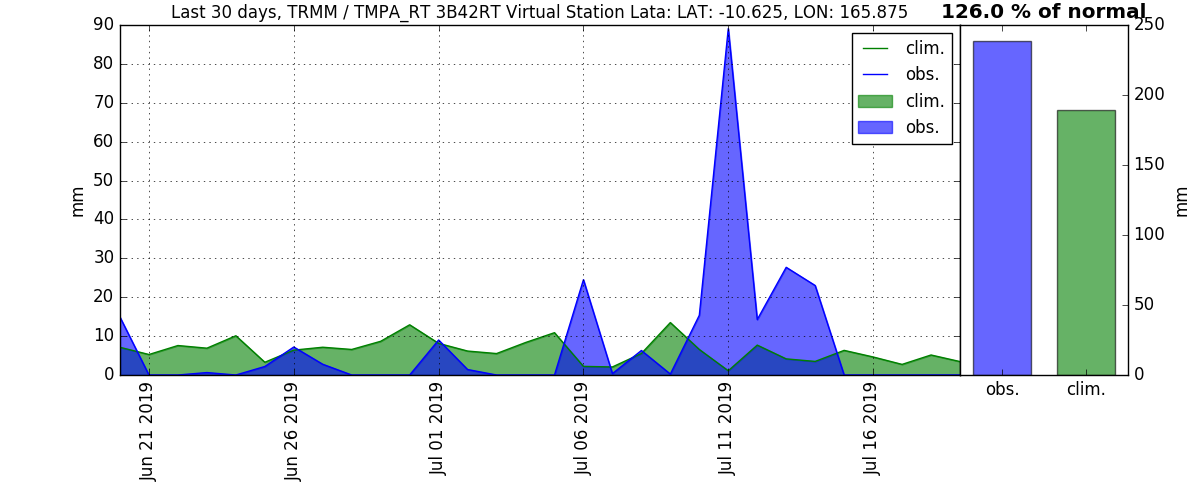 Last 30 days, TRMM / TMPA_RT 3B42RT Virtual Station Lata: LAT: -10.625, LON: 165.875
126.0 % of normal
90
80
70
60
50
40
30
20
10
0
mm
clim.
obs.
clim.
obs.
Jun 21 2019
Jun 26 2019
Jul 01 2019
Jul 06 2019
Jul 11 2019
Jul 16 2019
250
200
150
100
50
0
mm
obs.
clim.